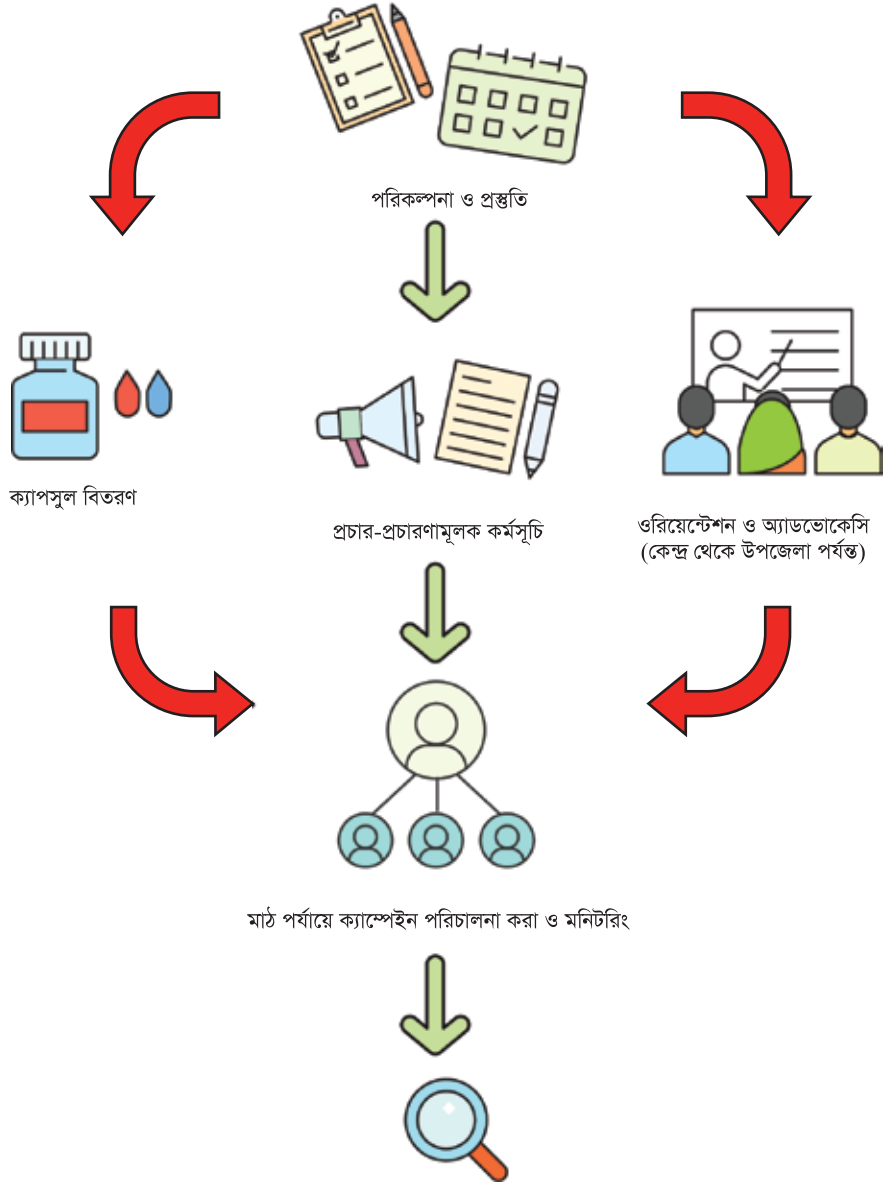 পরিকল্পনা ও প্রস্তুতি
ক্যাপসুল বিতরণ
প্রচার-প্রচারণামূলক কর্মসূচি
ওরিয়েন্টেশন ও অ্যাডভোকেসি
(কেন্দ্র থেকে উপজেলা পর্যন্ত)
মাঠ পর্যায়ে ক্যাম্পেইন পরিচালনা করা ও মনিটরিং